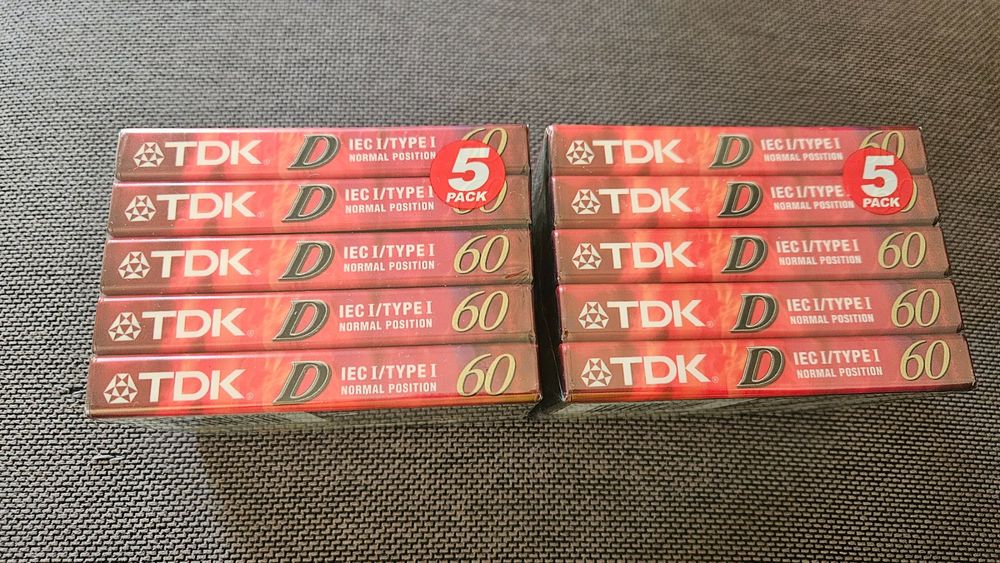 TDK D IEC I/TYPE I 60
NORMAL POSITION
5
PACK
TDK D IEC I/TYPE I
NORMAL POSITION
TDK D IEC I/TYPE I 60
NORMAL POSITION
TDK D IEC I/TYPE I 60
NORMAL POSITION
TDK D IEC I/TYPE I 60
NORMAL POSITION
TDK D IEC I/TYPE I 60
NORMAL POSITION
5
PACK
TDK D IEC I/TYPE
NORMAL POSITION
TDK D IEC I/TYPE I 60
NORMAL POSITION
TDK D IEC I/TYPE I 60
NORMAL POSITION
TDK D IEC I/TYPE I 60
NORMAL POSITION